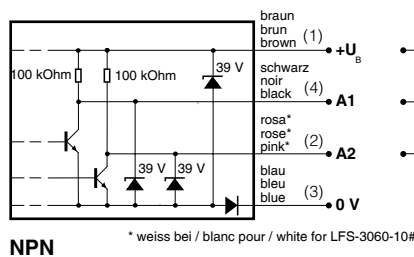 braun
brun
brown (1) +U_B
100 kOhm 100 kOhm 39 V
schwarz
noir
black (4) A1
rosa*
rose*
pink* (2) A2
39 V 39 V
blau
bleu
blue (3) 0 V
* weiss bei / blanc pour / white for LFS-3060-10#
NPN